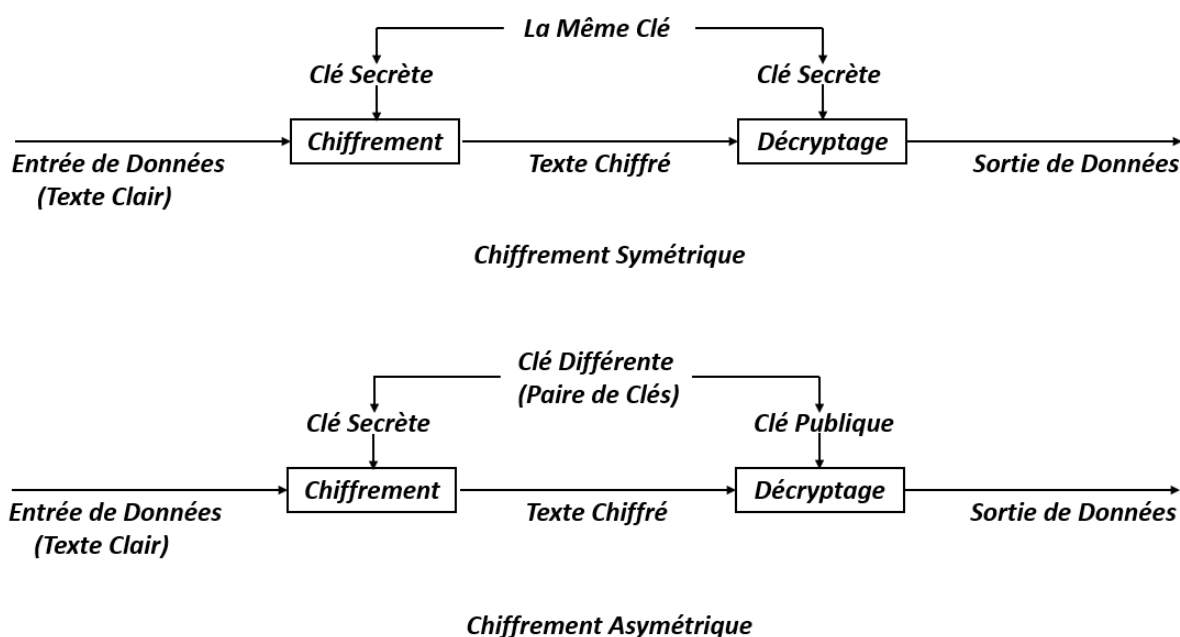 La Même Clé
Clé Secrète
Clé Secrète
Chiffrement
Décryptage
Entrée de Données
(Texte Clair)
Texte Chiffré
Sortie de Données
Chiffrement Symétrique
Clé Différente
(Paire de Clés)
Clé Secrète
Clé Publique
Chiffrement
Décryptage
Entrée de Données
(Texte Clair)
Texte Chiffré
Sortie de Données
Chiffrement Asymétrique